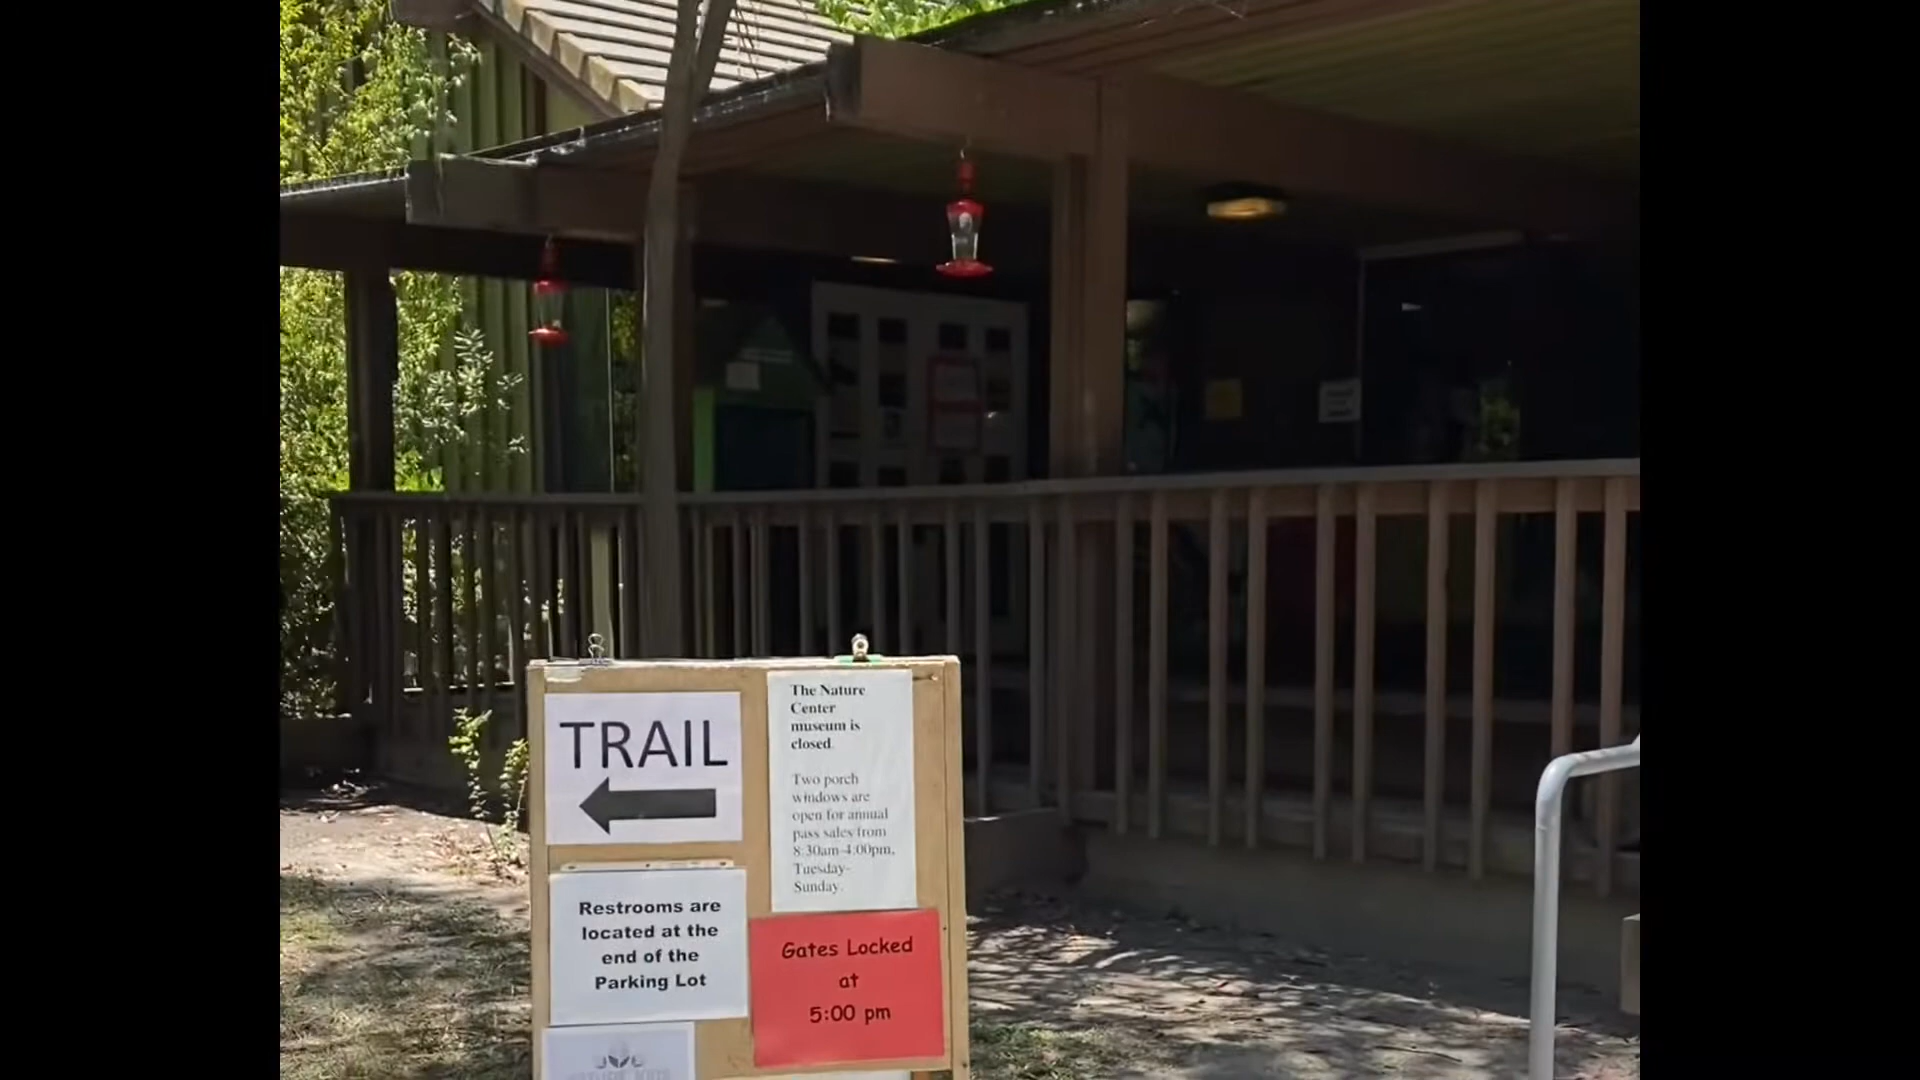 TRAIL
The Nature
Center
museum is
closed.
Two porch
windows are
open for annual
pass sales from
8:30am-4:00pm,
Tuesday-
Sunday.
Restrooms are
located at the
end of the
Parking Lot
Gates Locked
at
5:00 pm